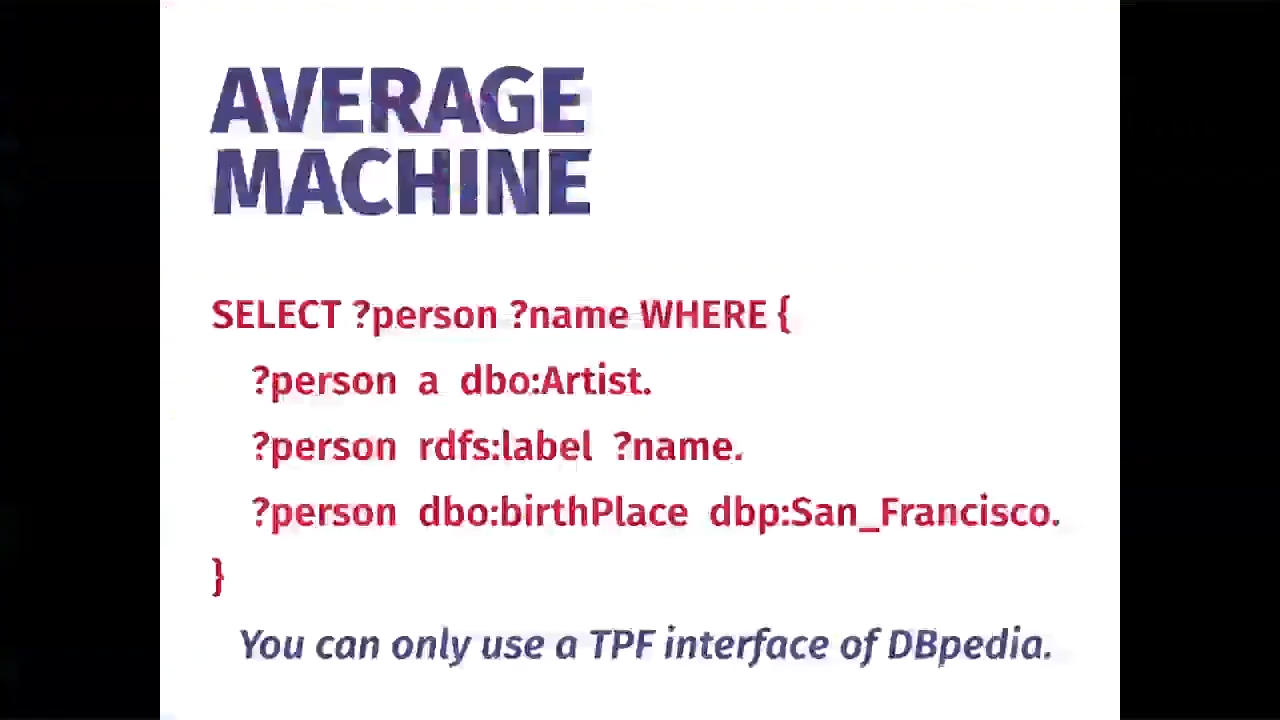 AVERAGE
MACHINE
SELECT ?person ?name WHERE {
?person a dbo:Artist.
?person rdfs:label ?name.
?person dbo:birthPlace dbp:San_Francisco.
}
You can only use a TPF interface of DBpedia.